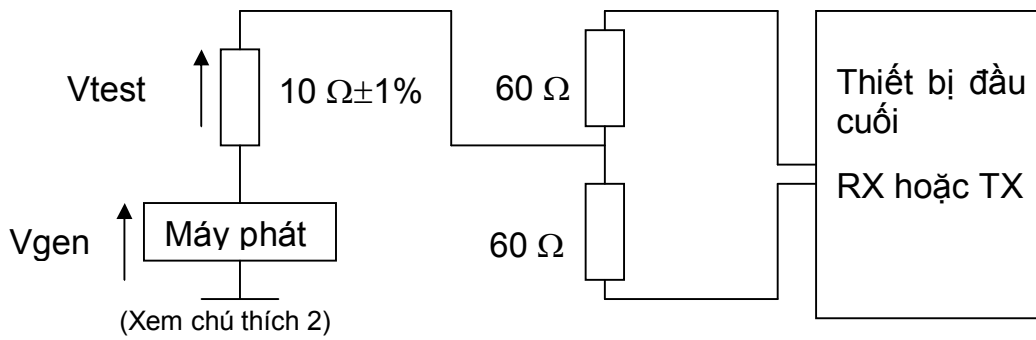 Vtest
10 Ω±1%
60 Ω
Thiết bị đầu
cuối
RX hoặc TX
Vgen
Máy phát
60 Ω
(Xem chú thích 2)